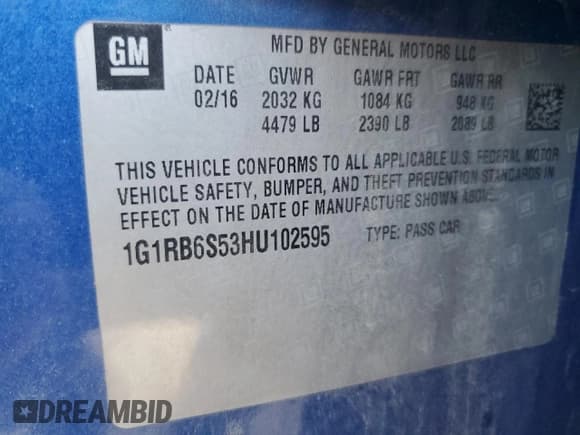 GM
MFD BY GENERAL MOTORS LLC
DATE GVWR GAWR FRT GAWR RR
02/16 2032 KG 1084 KG 948 KG
4479 LB 2390 LB 2089 LB
THIS VEHICLE CONFORMS TO ALL APPLICABLE U.S. FEDERAL MOTOR
VEHICLE SAFETY, BUMPER, AND THEFT PREVENTION STANDARDS IN
EFFECT ON THE DATE OF MANUFACTURE SHOWN ABOVE.
1G1RB6S53HU102595 TYPE: PASS CAR
DREAMBID